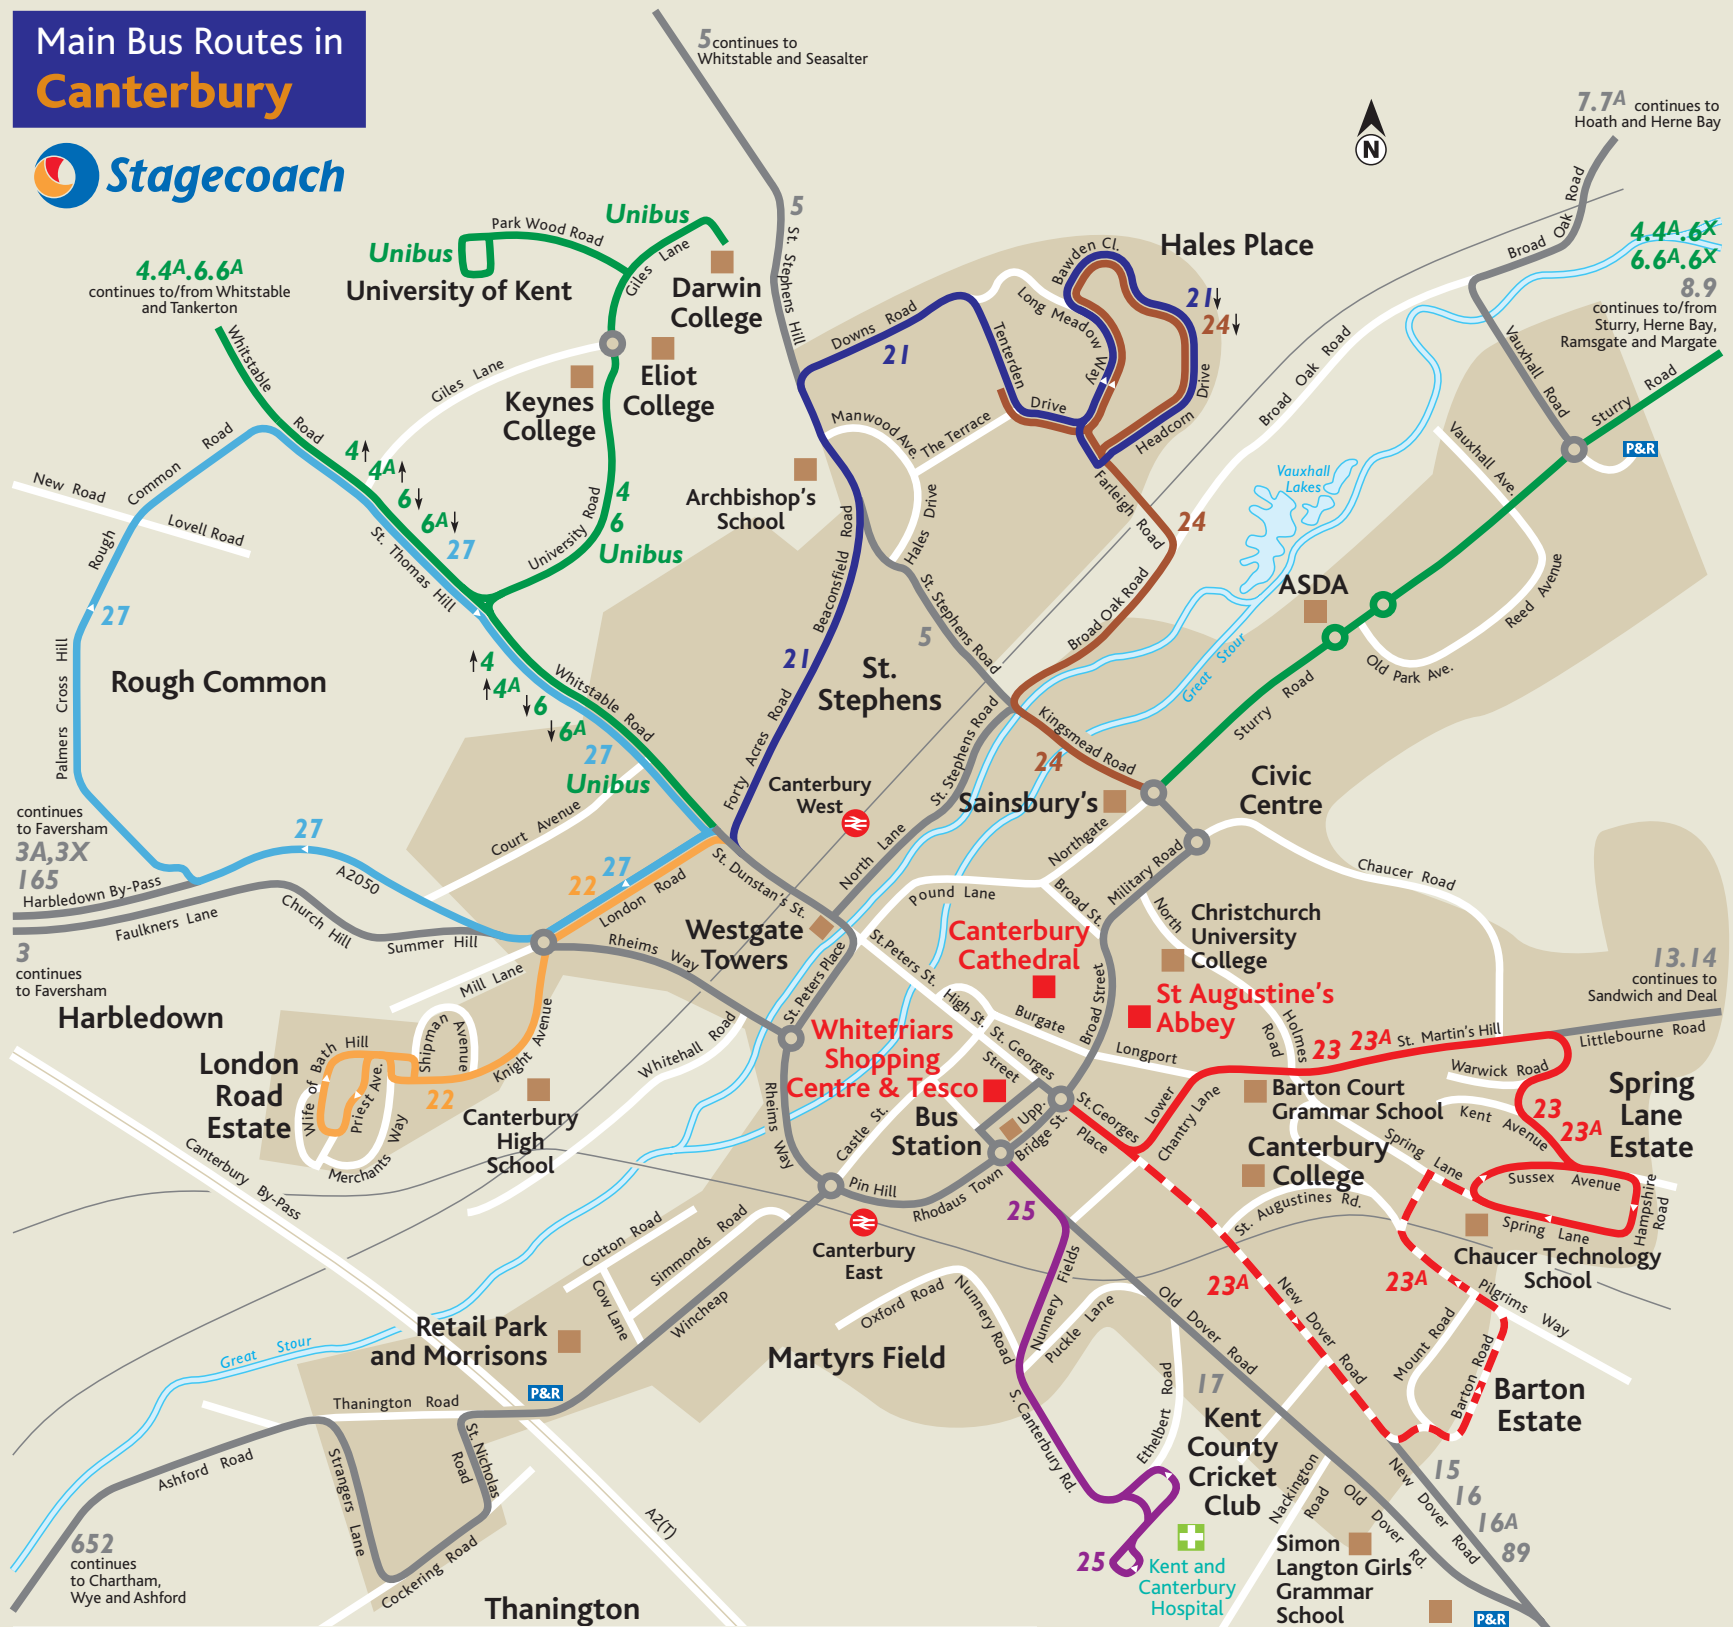 Main Bus Routes in
Canterbury
Stagecoach
5 continues to
Whitstable and Seasalter
7.7A continues to
Hoath and Herne Bay
N
5
St. Stephens Hill
Unibus
Park Wood Road
Unibus
Giles Lane
University of Kent
Darwin
College
4.4A.6.6A
continues to/from Whitstable
and Tankerton
Whitstable
Road
Giles Lane
Keynes
College
Eliot
College
Hales Place
Bawden Cl.
Long Meadow Way
21
24
Downs Road
21
Tenterden
Drive
Headcorn
Drive
Manwood Ave.
The Terrace
Hales Drive
Farleigh Road
24
Broad Oak Road
Broad Oak Road
4.4A.6X
6.6A.6X
8.9
continues to/from
Sturry, Herne Bay,
Ramsgate and Margate
Vauxhall Road
Sturry Road
P&R
Vauxhall Ave.
Vauxhall
Lakes
Reed Avenue
Old Park Ave.
ASDA
Great Stour
Sturry Road
Broad Oak Road
Archbishop's
School
New Road
Lovell Road
Rough
Common
Road
4
4A
6
6A
27
St. Thomas Hill
University Road
4
6
Unibus
27
Palmers Cross Hill
Rough Common
4
4A
6
6A
27
Unibus
Whitstable Road
21
Beaconsfield Road
Forty Acres Road
St.
Stephens
5
St. Stephens Road
St. Stephens Road
Kingsmead Road
24
Sainsbury's
Civic
Centre
Canterbury
West
North Lane
Northgate
Military Road
Chaucer Road
Pound Lane
Broad St.
Court Avenue
continues
to Faversham
3A,3X
165
Harbledown By-Pass
27
A2050
Faulkners Lane
Church Hill
Summer Hill
3
continues
to Faversham
22
27
London Road
St. Dunstan's St.
Westgate
Towers
Rheims Way
St. Peters Place
St.Peters St.
High St.
Canterbury
Cathedral
Burgate
North
Holmes
Road
Christchurch
University
College
St Augustine's
Abbey
Broad Street
Longport
13.14
continues to
Sandwich and Deal
Littlebourne Road
Harbledown
Mill Lane
Knight Avenue
Shipman
Avenue
London
Road
Estate
Wife of Bath Hill
Priest Ave.
Merchants Way
22
Canterbury
High
School
Canterbury By-Pass
Whitehall Road
Whitefriars
Shopping
Centre & Tesco
Bus
Station
St. Georges
Street
Upp.
Bridge St.
St.Georges
Place
Lower
Chantry Lane
23 23A
St. Martin's Hill
Warwick Road
Kent Avenue
23
23A
Spring
Lane
Estate
Barton Court
Grammar School
Canterbury
College
Spring Lane
Sussex Avenue
Hampshire
Road
Spring Lane
Chaucer Technology
School
St. Augustines Rd.
Rheims Way
Castle St.
Pin Hill
Rhodaus Town
25
Canterbury
East
Cotton Road
Simmonds Road
Cow Lane
Wincheap
Retail Park
and Morrisons
P&R
Great Stour
Martyrs Field
Oxford Road
Nunnery Road
Nunnery Fields
Puckle Lane
Old Dover Road
23A
New Dover Road
23A
Pilgrims Way
Mount Road
Barton Road
Barton
Estate
Thanington Road
St. Nicholas
Road
Strangers Lane
Ashford Road
Cockering Road
A2(T)
652
continues
to Chartham,
Wye and Ashford
Thanington
S. Canterbury Rd.
Ethelbert Road
17
Kent
County
Cricket
Club
25
Kent and
Canterbury
Hospital
Nackington
Road
Old Dover Rd.
Simon
Langton Girls
Grammar
School
New Dover Road
15
16
16A
89
P&R